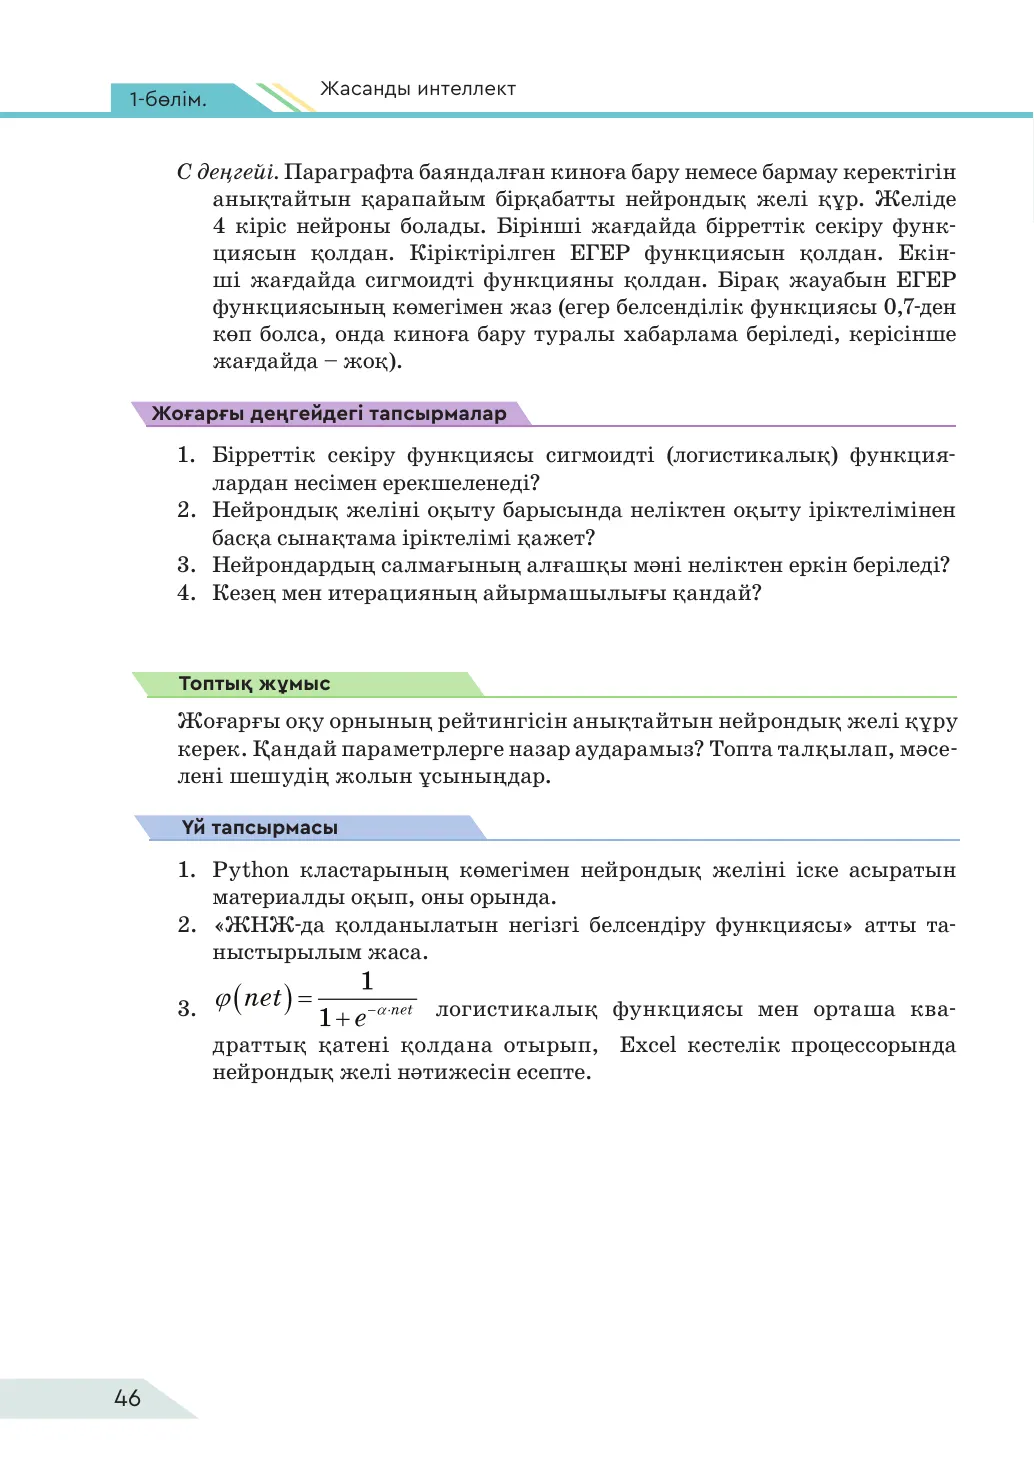 1-бөлім.
Жасанды интеллект
С деңгейі. Параграфта баяндалған киноға бару немесе бармау керектігін
анықтайтын қарапайым бірқабатты нейрондық желі құр. Желіде
4 кіріс нейроны болады. Бірінші жағдайда бірреттік секіру функ-
циясын қолдан. Кіріктірілген ЕГЕР функциясын қолдан. Екін-
ші жағдайда сигмоидті функцияны қолдан. Бірақ жауабын ЕГЕР
функциясының көмегімен жаз (егер белсенділік функциясы 0,7-ден
көп болса, онда киноға бару туралы хабарлама беріледі, керісінше
жағдайда – жоқ).
Жоғарғы деңгейдегі тапсырмалар
1. Бірреттік секіру функциясы сигмоидті (логистикалық) функция-
лардан несімен ерекшеленеді?
2. Нейрондық желіні оқыту барысында неліктен оқыту іріктелімінен
басқа сынақтама іріктелімі қажет?
3. Нейрондардың салмағының алғашқы мәні неліктен еркін беріледі?
4. Кезең мен итерацияның айырмашылығы қандай?
Топтық жұмыс
Жоғарғы оқу орнының рейтингісін анықтайтын нейрондық желі құру
керек. Қандай параметрлерге назар аударамыз? Топта талқылап, мәсе-
лені шешудің жолын ұсыныңдар.
Үй тапсырмасы
1. Python кластарының көмегімен нейрондық желіні іске асыратын
материалды оқып, оны орында.
2. «ЖНЖ-да қолданылатын негізгі белсендіру функциясы» атты та-
ныстырылым жаса.
3. φ(net) = 1 / (1 + e^(−α·net)) логистикалық функциясы мен орташа ква-
драттық қатені қолдана отырып, Excel кестелік процессорында
нейрондық желі нәтижесін есепте.
46